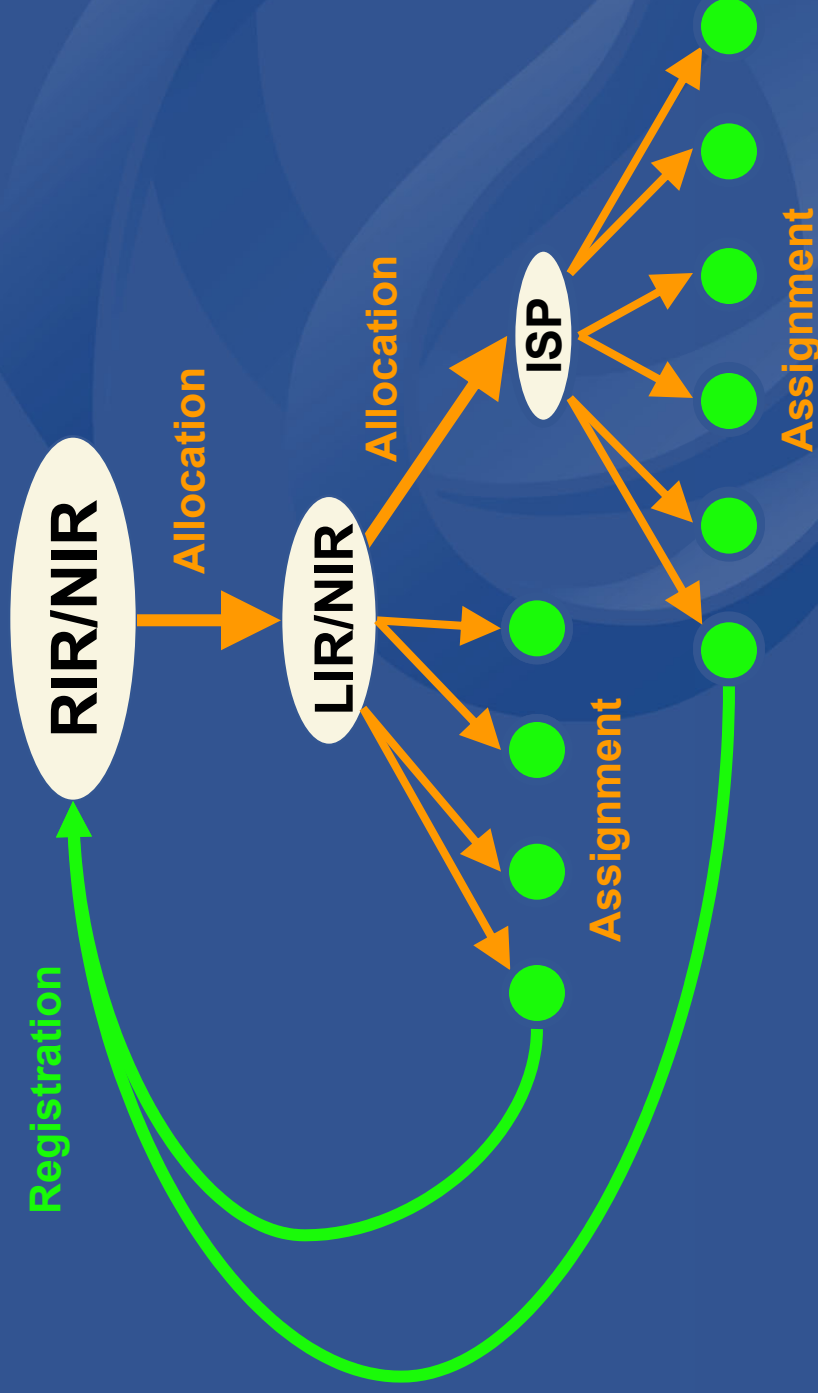 Registration
RIR/NIR
Allocation
LIR/NIR
Allocation
ISP
Assignment
Assignment